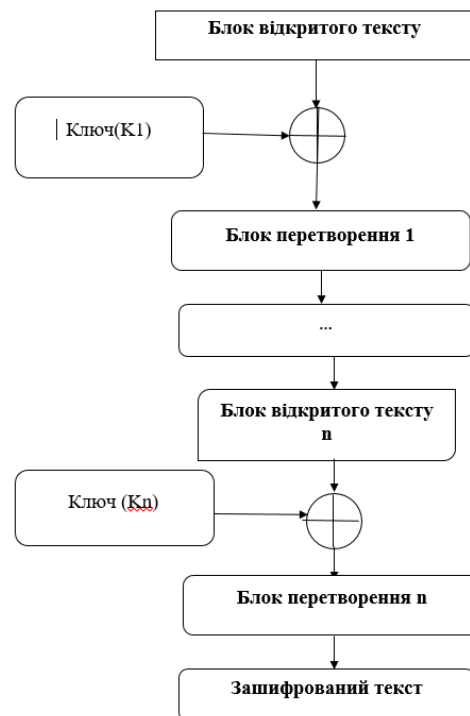 Блок відкритого тексту
Ключ(K1)
Блок перетворення 1
...
Блок відкритого тексту
n
Ключ (Kn)
Блок перетворення n
Зашифрований текст